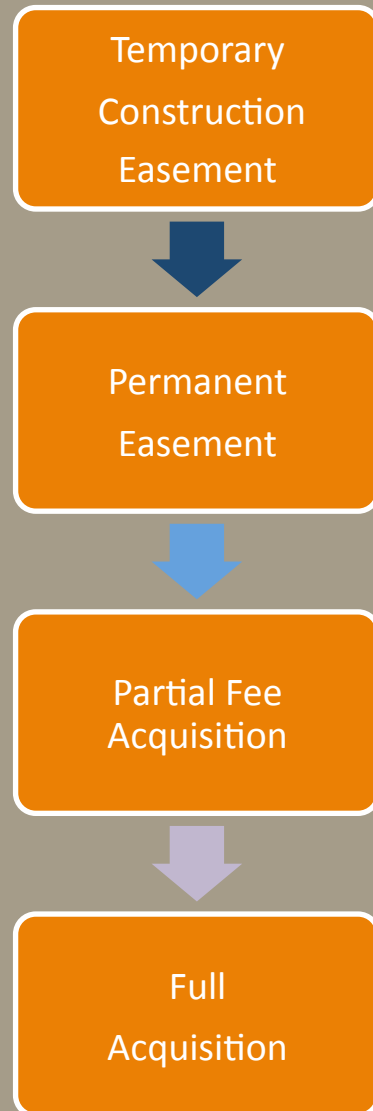 Temporary
Construction
Easement
Permanent
Easement
Partial Fee
Acquisition
Full
Acquisition